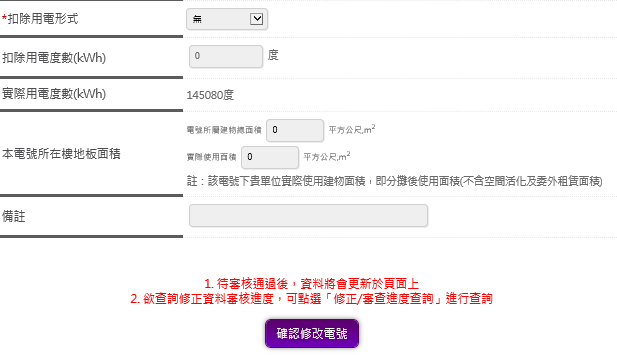 *扣除用電形式
無
扣除用電度數(kWh)
0 度
實際用電度數(kWh)
145080度
本電號所在樓地板面積
電號所屬建物總面積 0 平方公尺,m²
實際使用面積 0 平方公尺,m²
註：該電號下貴單位實際使用建物面積，即分攤後使用面積(不含空間活化及委外租賃面積)
備註
1. 待審核通過後，資料將會更新於頁面上
2. 欲查詢修正資料審核進度，可點選「修正/審查進度查詢」進行查詢
確認修改電號